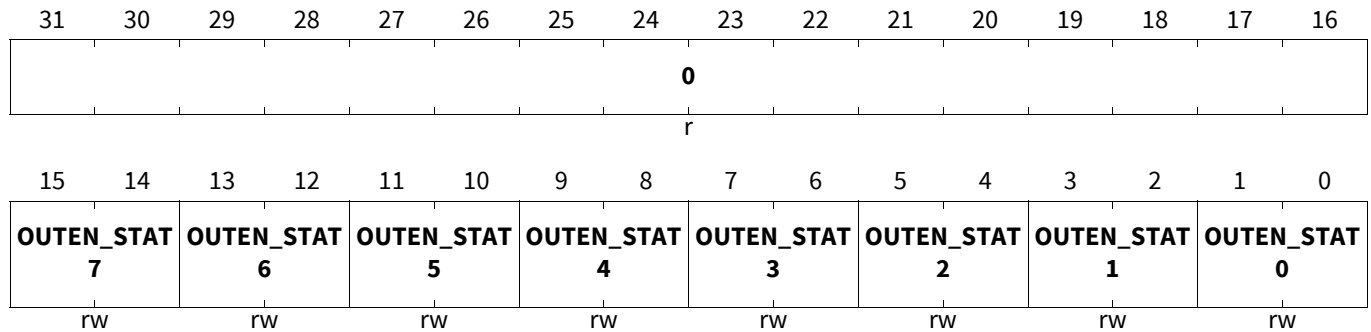 31 30 29 28 27 26 25 24 23 22 21 20 19 18 17 16
0
r
15 14 13 12 11 10 9 8 7 6 5 4 3 2 1 0
OUTEN_STAT OUTEN_STAT OUTEN_STAT OUTEN_STAT OUTEN_STAT OUTEN_STAT OUTEN_STAT OUTEN_STAT
7 6 5 4 3 2 1 0
rw rw rw rw rw rw rw rw